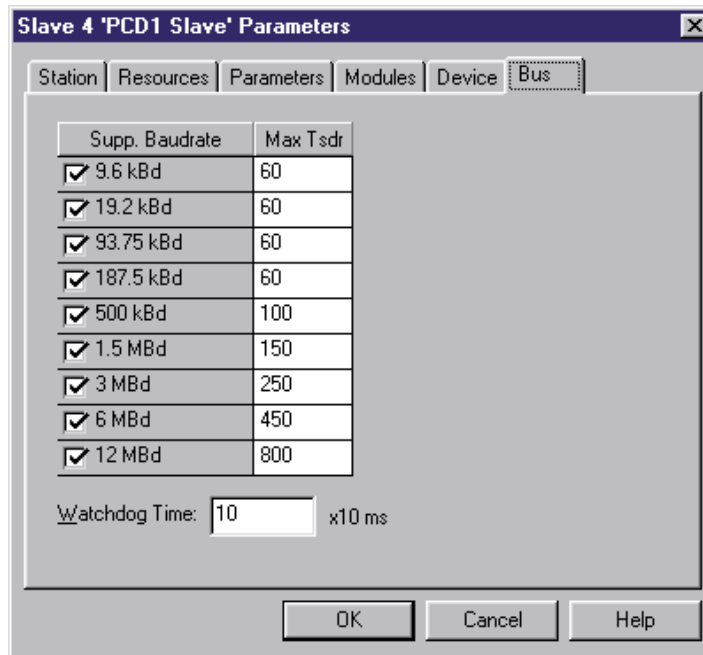 Slave 4 'PCD1 Slave' Parameters
Station Resources Parameters Modules Device Bus
Supp. Baudrate Max Tsdr
9.6 kBd 60
19.2 kBd 60
93.75 kBd 60
187.5 kBd 60
500 kBd 100
1.5 MBd 150
3 MBd 250
6 MBd 450
12 MBd 800
Watchdog Time: 10 x10 ms
OK Cancel Help